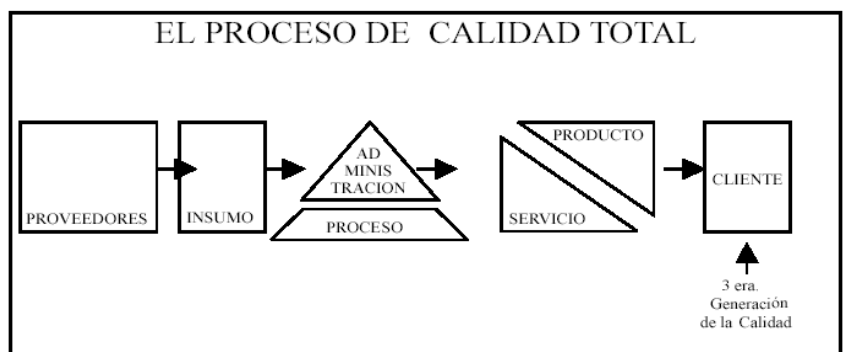 EL PROCESO DE CALIDAD TOTAL
PROVEEDORES
INSUMO
AD
MINIS
TRACION
PROCESO
PRODUCTO
SERVICIO
CLIENTE
3 era.
Generación
de la Calidad